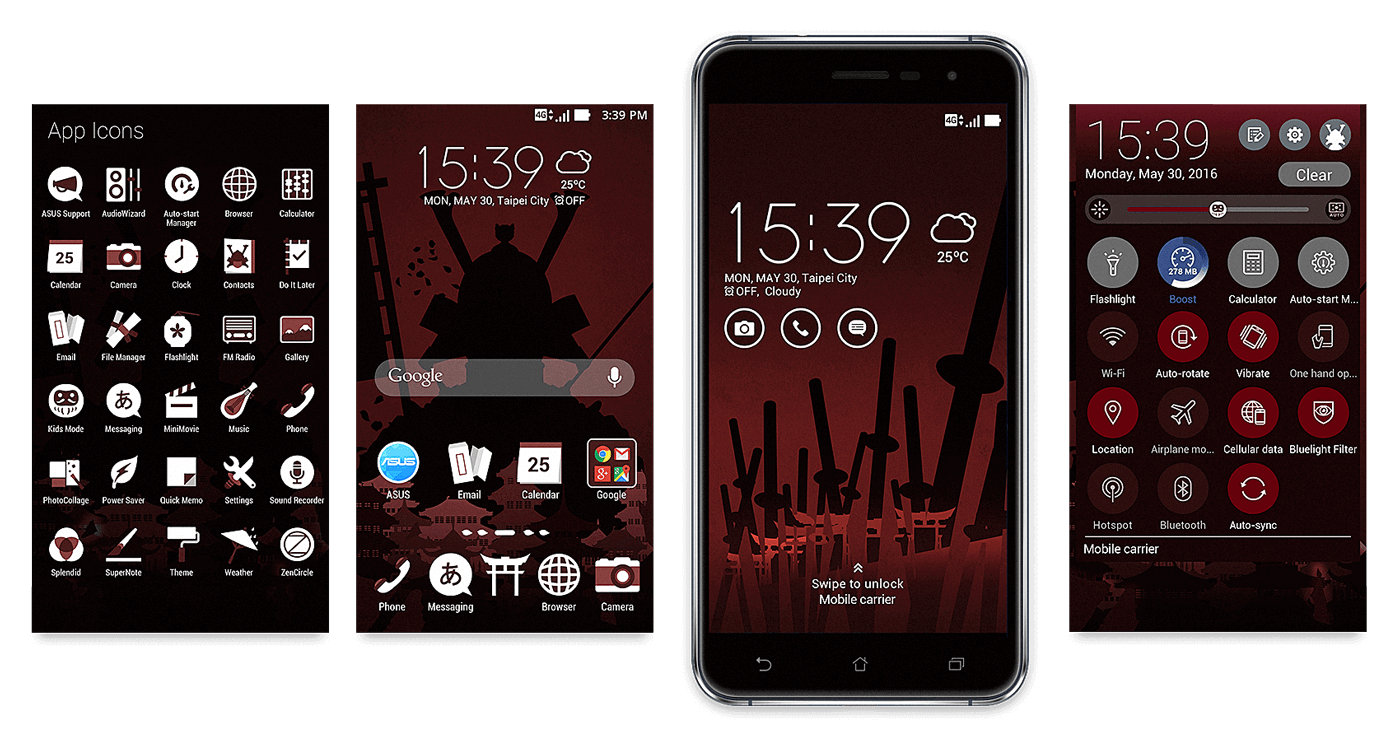 App Icons
ASUS Support AudioWizard Auto-start Manager Browser Calculator
25
Calendar Camera Clock Contacts Do It Later
Email File Manager Flashlight FM Radio Gallery
あ
Kids Mode Messaging MiniMovie Music Phone
PhotoCollage Power Saver Quick Memo Settings Sound Recorder
Splendid SuperNote Theme Weather ZenCircle
4G 3:39 PM
15:39
25ºC
MON, MAY 30, Taipei City OFF
Google
ASUS 25 g+
ASUS Email Calendar Google
あ
Phone Messaging Browser Camera
4G
15:39
25ºC
MON, MAY 30, Taipei City
OFF, Cloudy
Swipe to unlock
Mobile carrier
15:39
Monday, May 30, 2016
Clear
AUTO
278 MB
Flashlight Boost Calculator Auto-start M...
Wi-Fi Auto-rotate Vibrate One hand op...
Location Airplane mo... Cellular data Bluelight Filter
Hotspot Bluetooth Auto-sync
Mobile carrier